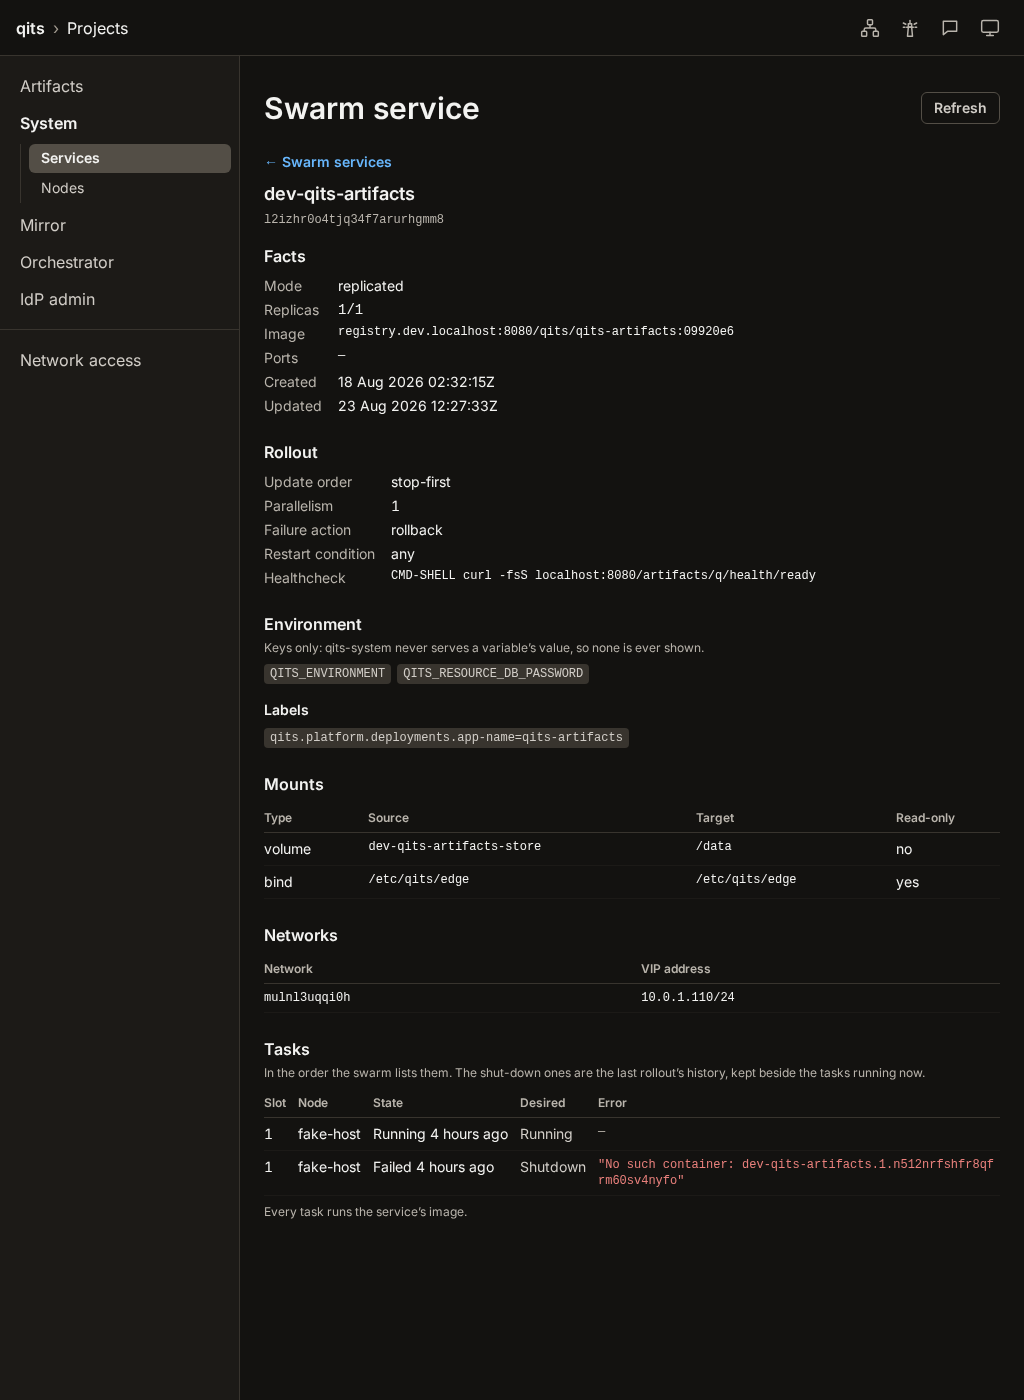 qits › Projects
Artifacts
System
Services
Nodes
Mirror
Orchestrator
IdP admin
Network access
Swarm service
Refresh
← Swarm services
dev-qits-artifacts
l2izhr0o4tjq34f7arurhgmm8
Facts
Mode replicated
Replicas 1/1
Image registry.dev.localhost:8080/qits/qits-artifacts:09920e6
Ports —
Created 18 Aug 2026 02:32:15Z
Updated 23 Aug 2026 12:27:33Z
Rollout
Update order stop-first
Parallelism 1
Failure action rollback
Restart condition any
Healthcheck CMD-SHELL curl -fsS localhost:8080/artifacts/q/health/ready
Environment
Keys only: qits-system never serves a variable’s value, so none is ever shown.
QITS_ENVIRONMENT QITS_RESOURCE_DB_PASSWORD
Labels
qits.platform.deployments.app-name=qits-artifacts
Mounts
Type Source Target Read-only
volume dev-qits-artifacts-store /data no
bind /etc/qits/edge /etc/qits/edge yes
Networks
Network VIP address
mulnl3uqqi0h 10.0.1.110/24
Tasks
In the order the swarm lists them. The shut-down ones are the last rollout’s history, kept beside the tasks running now.
Slot Node State Desired Error
1 fake-host Running 4 hours ago Running —
1 fake-host Failed 4 hours ago Shutdown "No such container: dev-qits-artifacts.1.n512nrfshfr8qf
rm60sv4nyfo"
Every task runs the service’s image.